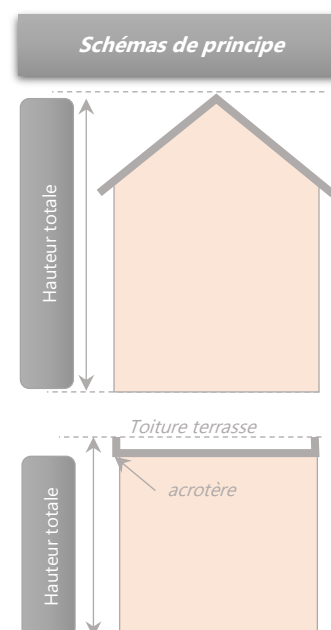 Schémas de principe
Hauteur totale
Toiture terrasse
acrotère
Hauteur totale